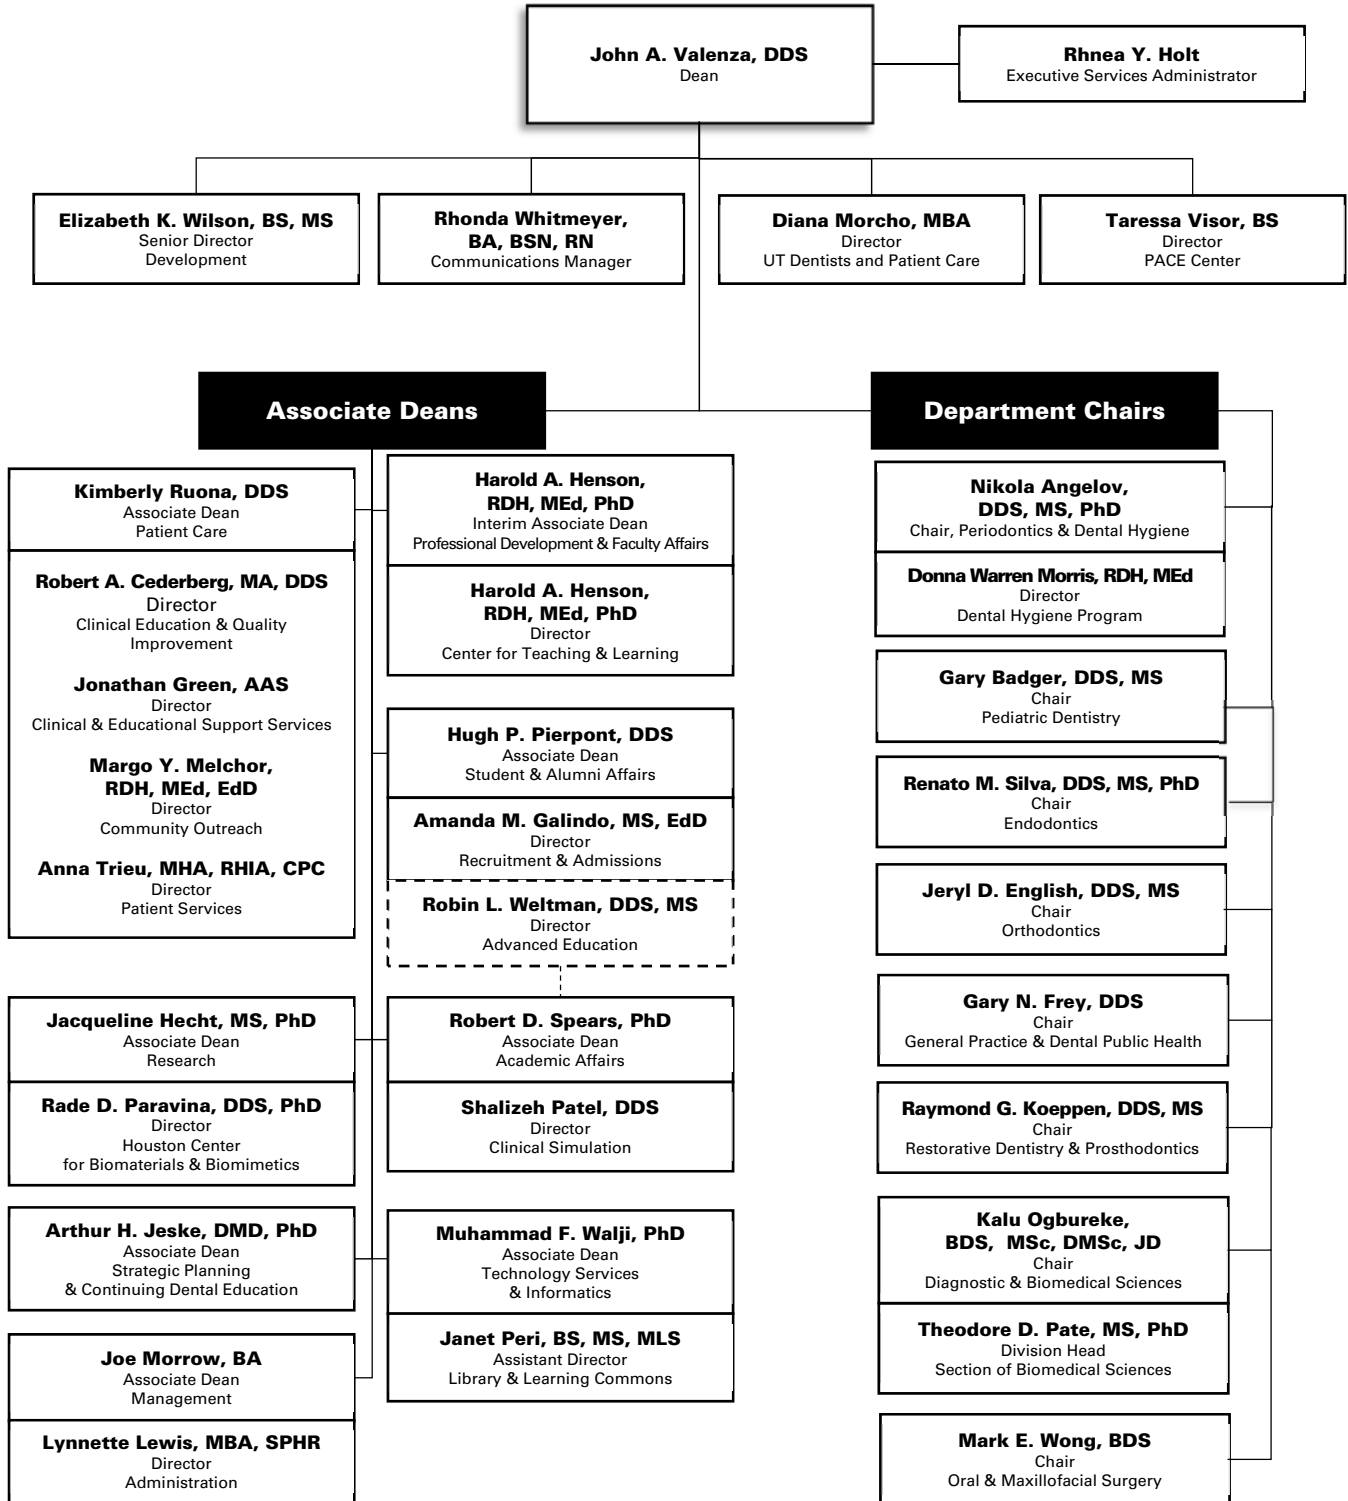 John A. Valenza, DDS
Dean
Rhnea Y. Holt
Executive Services Administrator
Elizabeth K. Wilson, BS, MS
Senior Director
Development
Rhonda Whitmeyer,
BA, BSN, RN
Communications Manager
Diana Morcho, MBA
Director
UT Dentists and Patient Care
Taressa Visor, BS
Director
PACE Center
Associate Deans
Kimberly Ruona, DDS
Associate Dean
Patient Care
Robert A. Cederberg, MA, DDS
Director
Clinical Education & Quality
Improvement
Jonathan Green, AAS
Director
Clinical & Educational Support Services
Margo Y. Melchor,
RDH, MEd, EdD
Director
Community Outreach
Anna Trieu, MHA, RHIA, CPC
Director
Patient Services
Jacqueline Hecht, MS, PhD
Associate Dean
Research
Rade D. Paravina, DDS, PhD
Director
Houston Center
for Biomaterials & Biomimetics
Arthur H. Jeske, DMD, PhD
Associate Dean
Strategic Planning
& Continuing Dental Education
Joe Morrow, BA
Associate Dean
Management
Lynnette Lewis, MBA, SPHR
Director
Administration
Harold A. Henson,
RDH, MEd, PhD
Interim Associate Dean
Professional Development & Faculty Affairs
Harold A. Henson,
RDH, MEd, PhD
Director
Center for Teaching & Learning
Hugh P. Pierpont, DDS
Associate Dean
Student & Alumni Affairs
Amanda M. Galindo, MS, EdD
Director
Recruitment & Admissions
Robin L. Weltman, DDS, MS
Director
Advanced Education
Robert D. Spears, PhD
Associate Dean
Academic Affairs
Shalizeh Patel, DDS
Director
Clinical Simulation
Muhammad F. Walji, PhD
Associate Dean
Technology Services
& Informatics
Janet Peri, BS, MS, MLS
Assistant Director
Library & Learning Commons
Department Chairs
Nikola Angelov,
DDS, MS, PhD
Chair, Periodontics & Dental Hygiene
Donna Warren Morris, RDH, MEd
Director
Dental Hygiene Program
Gary Badger, DDS, MS
Chair
Pediatric Dentistry
Renato M. Silva, DDS, MS, PhD
Chair
Endodontics
Jeryl D. English, DDS, MS
Chair
Orthodontics
Gary N. Frey, DDS
Chair
General Practice & Dental Public Health
Raymond G. Koeppen, DDS, MS
Chair
Restorative Dentistry & Prosthodontics
Kalu Ogbureke,
BDS, MSc, DMSc, JD
Chair
Diagnostic & Biomedical Sciences
Theodore D. Pate, MS, PhD
Division Head
Section of Biomedical Sciences
Mark E. Wong, BDS
Chair
Oral & Maxillofacial Surgery